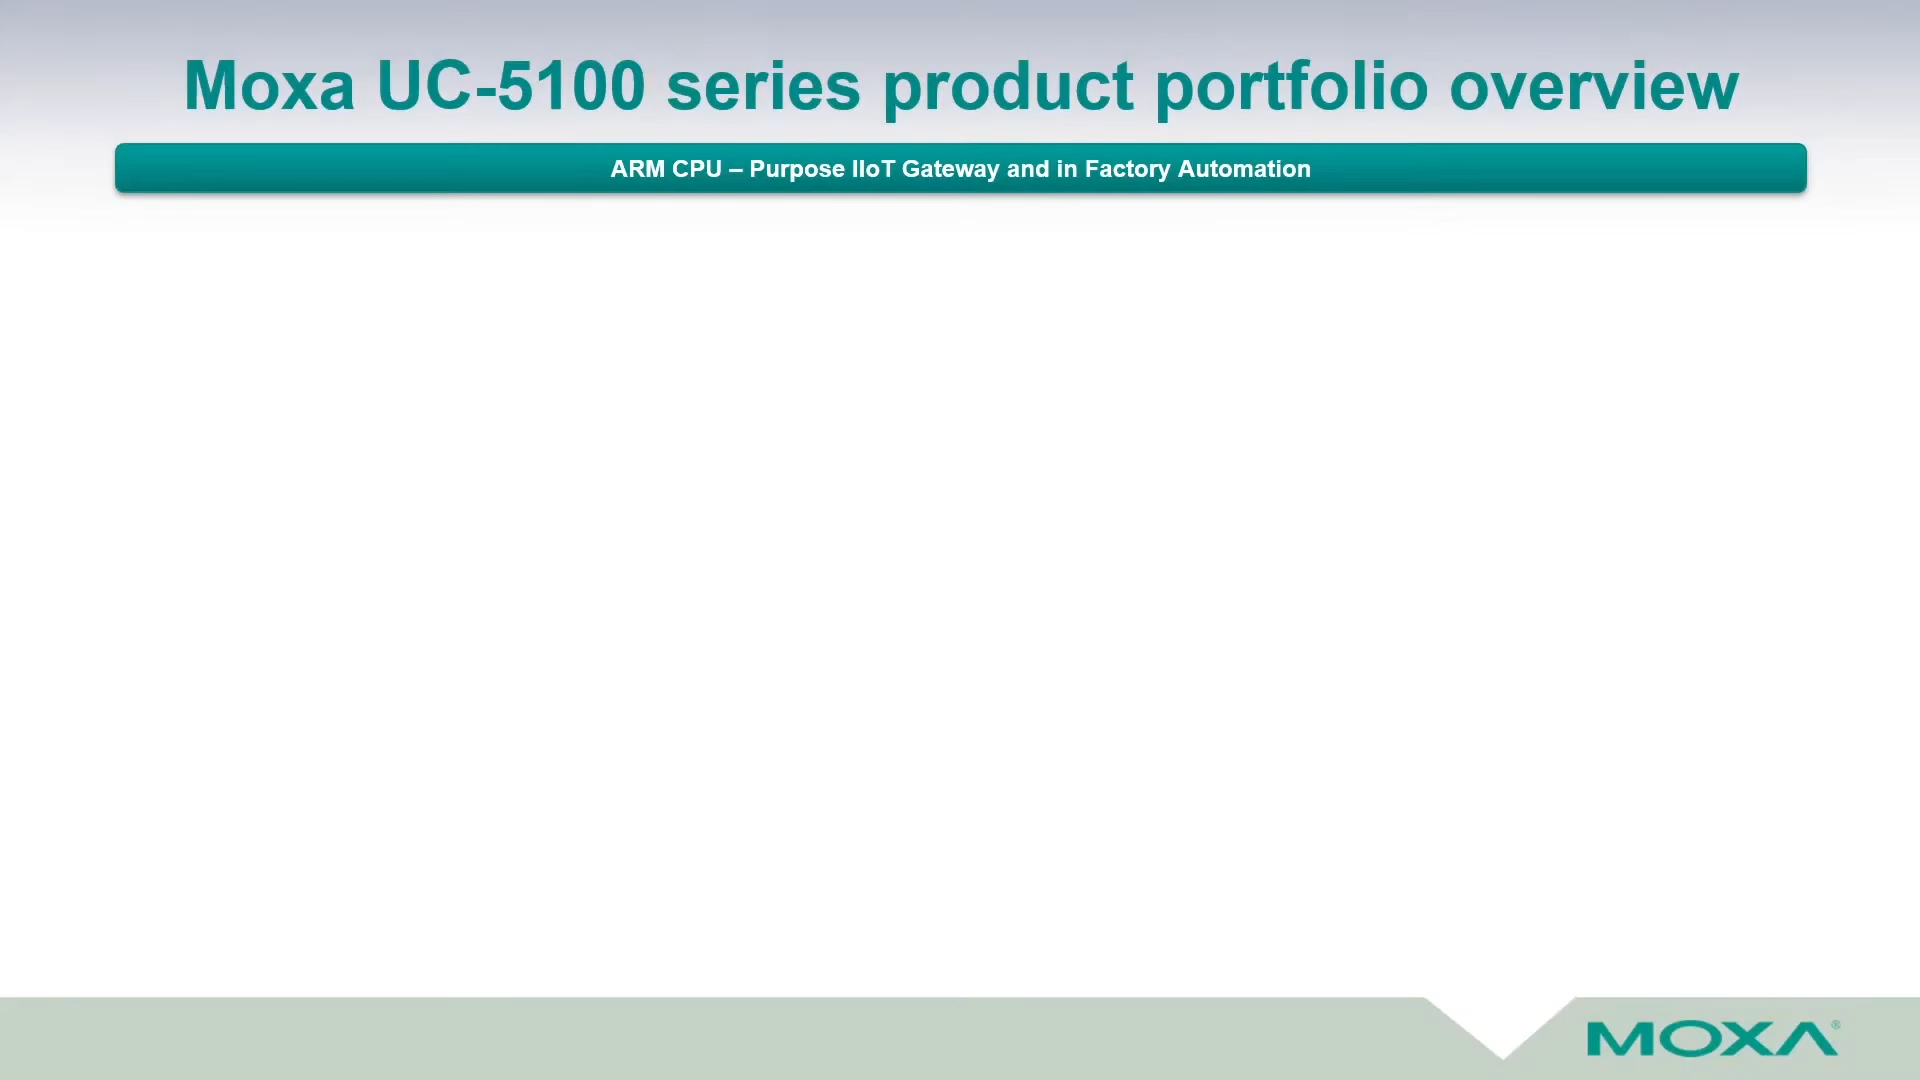 Moxa UC-5100 series product portfolio overview
ARM CPU – Purpose IIoT Gateway and in Factory Automation
MOXA®